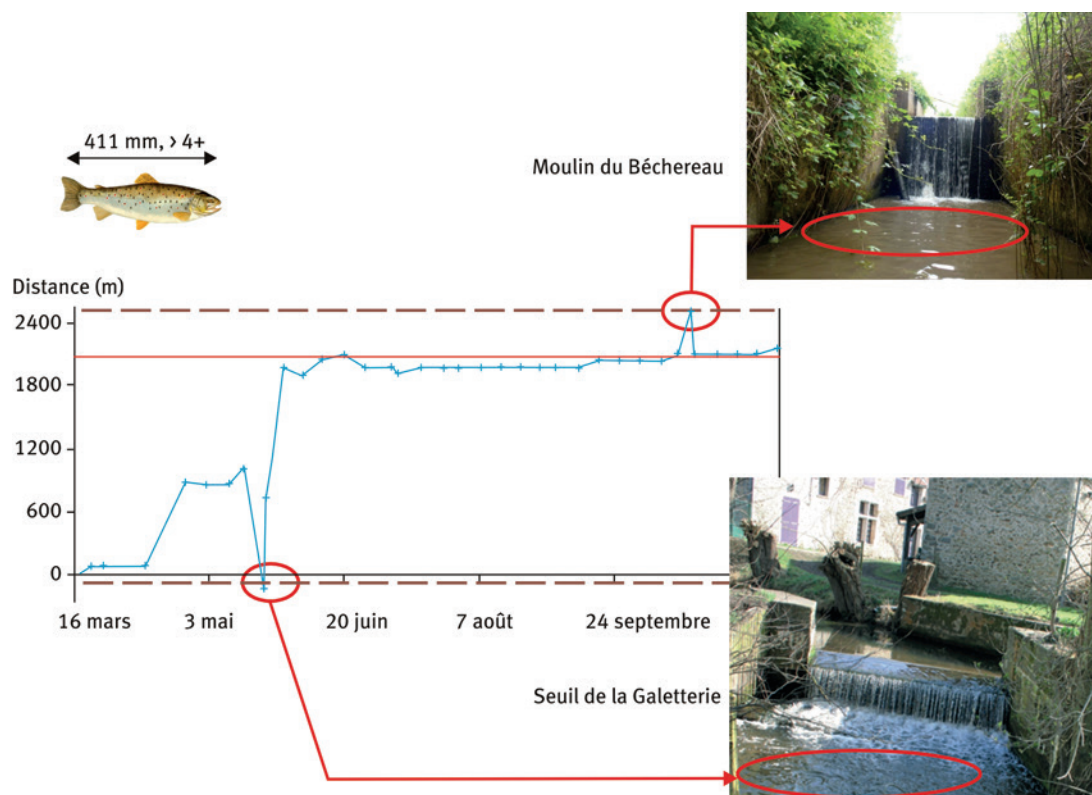 411 mm, > 4+
Moulin du Béchereau
Distance (m)
2400
1800
1200
600
0
16 mars
3 mai
20 juin
7 août
24 septembre
Seuil de la Galetterie